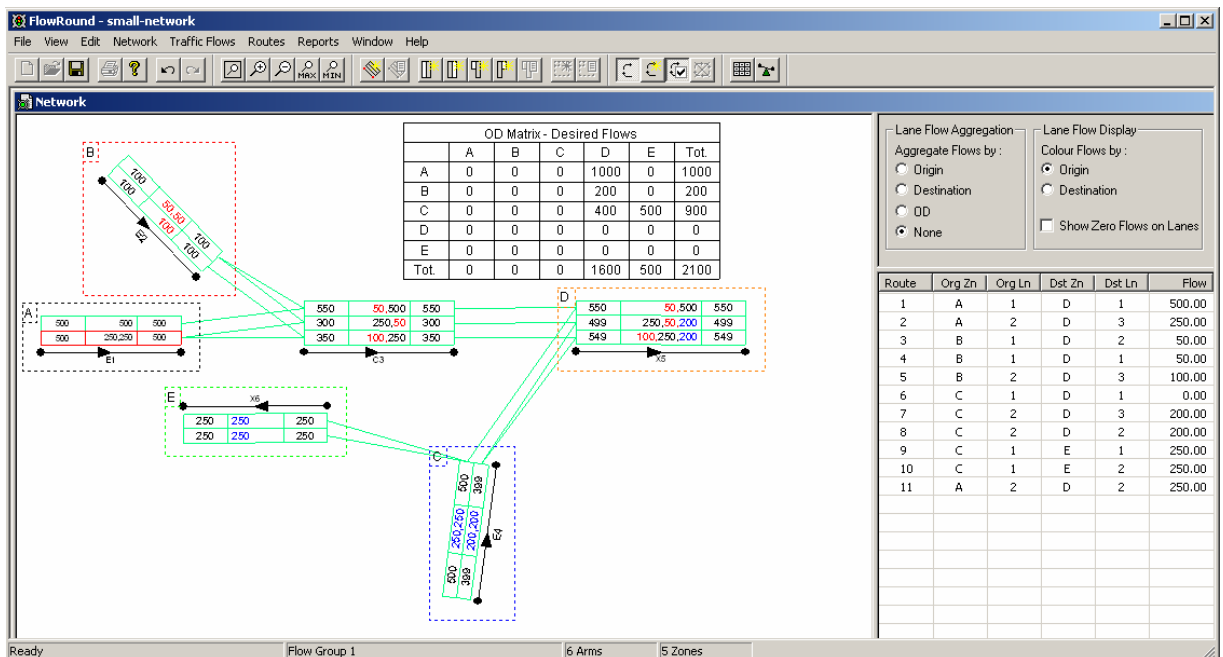 FlowRound - small-network
File View Edit Network Traffic Flows Routes Reports Window Help
MAX MIN
Network
OD Matrix - Desired Flows
A B C D E Tot.
A 0 0 0 1000 0 1000
B 0 0 0 200 0 200
C 0 0 0 400 500 900
D 0 0 0 0 0 0
E 0 0 0 0 0 0
Tot. 0 0 0 1600 500 2100
B
100 50,50 100
100 100 100
E2
A
500 500 500
500 250,250 500
E1
550 50,500 550
300 250,50 300
350 100,250 350
C3
D
550 50,500 550
499 250,50,200 499
549 100,250,200 549
X5
E
X6
250 250 250
250 250 250
C
500 250,250 500
399 200,200 399
E4
Lane Flow Aggregation
Aggregate Flows by :
Origin
Destination
OD
None
Lane Flow Display
Colour Flows by :
Origin
Destination
Show Zero Flows on Lanes
Route Org Zn Org Ln Dst Zn Dst Ln Flow
1 A 1 D 1 500.00
2 A 2 D 3 250.00
3 B 1 D 2 50.00
4 B 1 D 1 50.00
5 B 2 D 3 100.00
6 C 1 D 1 0.00
7 C 2 D 3 200.00
8 C 2 D 2 200.00
9 C 1 E 1 250.00
10 C 1 E 2 250.00
11 A 2 D 2 250.00
Ready Flow Group 1 6 Arms 5 Zones